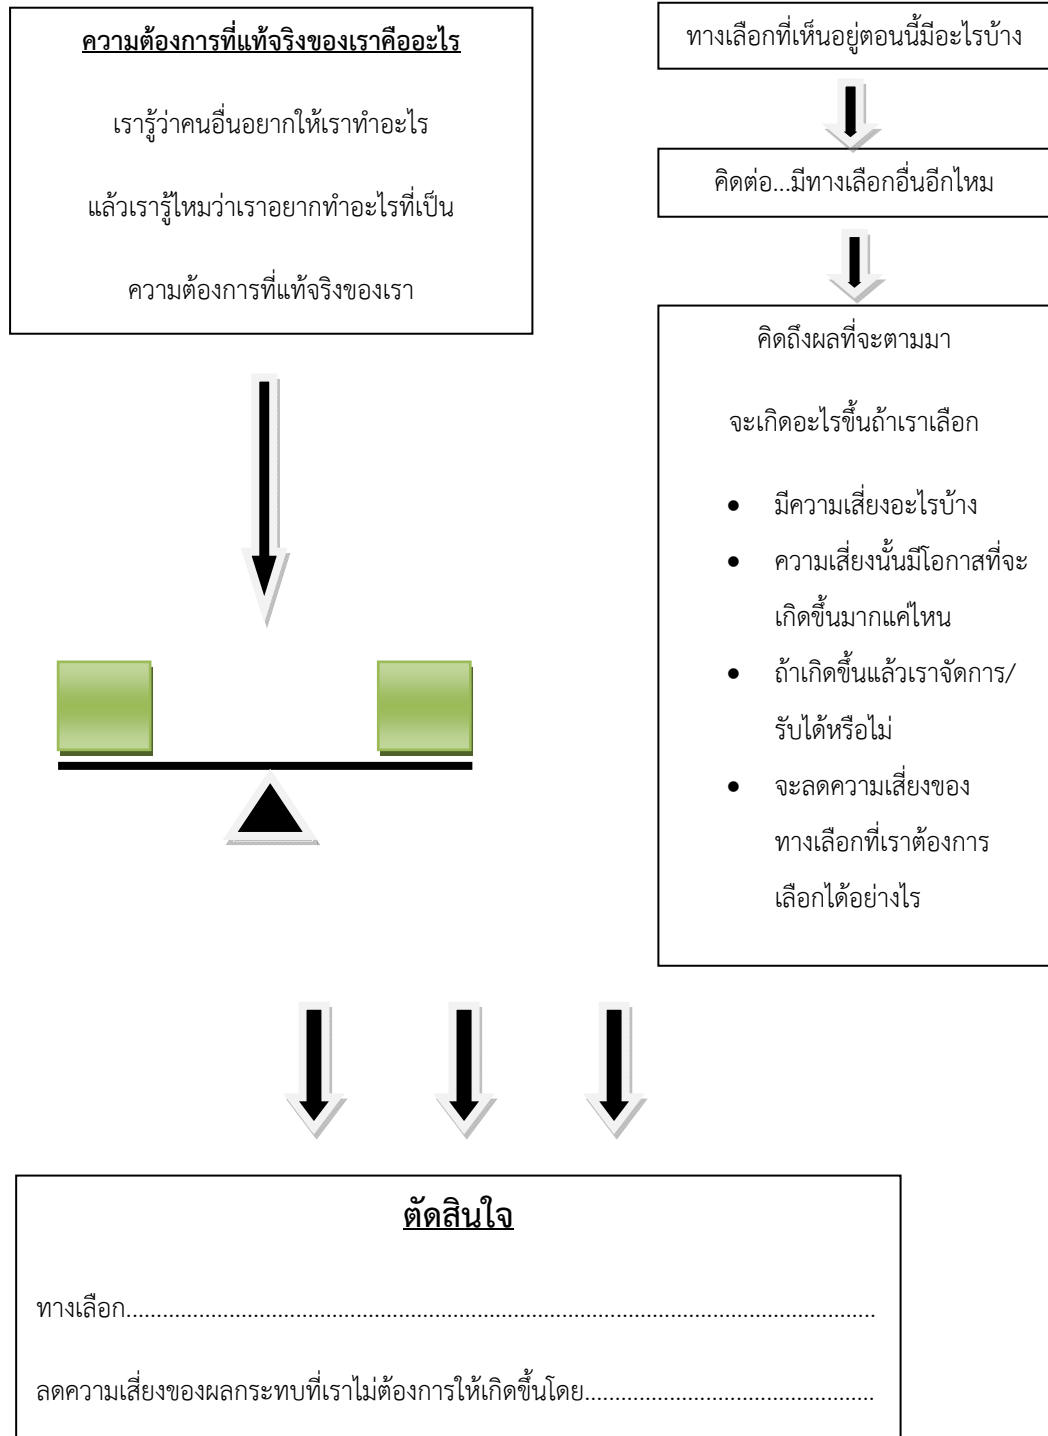 ความต้องการที่แท้จริงของเราคืออะไร
เรารู้ว่าคนอื่นอยากให้เราทำอะไร
แล้วเรารู้ไหมว่าเราอยากทำอะไรที่เป็น
ความต้องการที่แท้จริงของเรา
ทางเลือกที่เห็นอยู่ตอนนี้มีอะไรบ้าง
คิดต่อ...มีทางเลือกอื่นอีกไหม
คิดถึงผลที่จะตามมา
จะเกิดอะไรขึ้นถ้าเราเลือก
• มีความเสี่ยงอะไรบ้าง
• ความเสี่ยงนั้นมีโอกาสที่จะ
เกิดขึ้นมากแค่ไหน
• ถ้าเกิดขึ้นแล้วเราจัดการ/
รับได้หรือไม่
• จะลดความเสี่ยงของ
ทางเลือกที่เราต้องการ
เลือกได้อย่างไร
ตัดสินใจ
ทางเลือก.............................................................................................................................
ลดความเสี่ยงของผลกระทบที่เราไม่ต้องการให้เกิดขึ้นโดย................................................